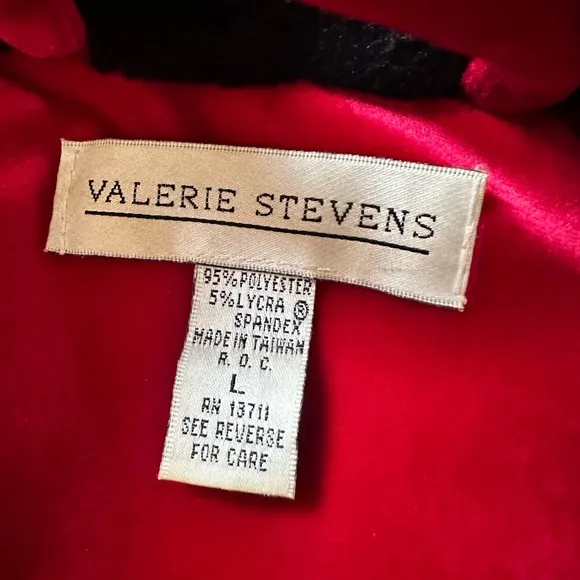 VALERIE STEVENS
95% POLYESTER
5% LYCRA ®
SPANDEX
MADE IN TAIWAN
R. O. C.
L
RN 13711
SEE REVERSE
FOR CARE